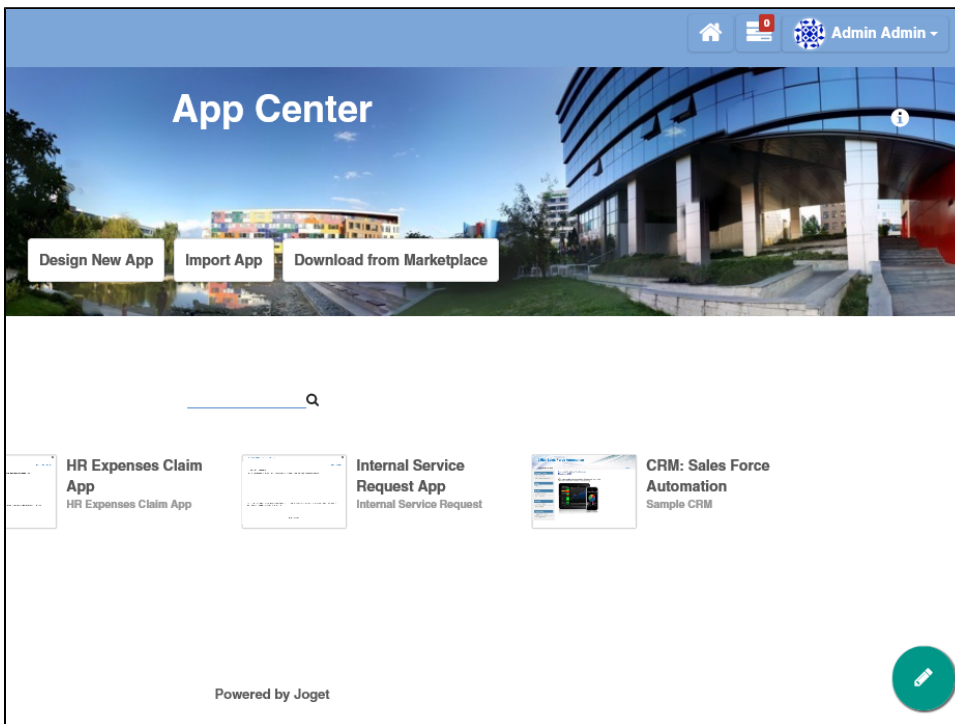 0
Admin Admin
App Center
Design New App
Import App
Download from Marketplace
HR Expenses Claim
App
HR Expenses Claim App
Internal Service
Request App
Internal Service Request
CRM: Sales Force
Automation
Sample CRM
Powered by Joget